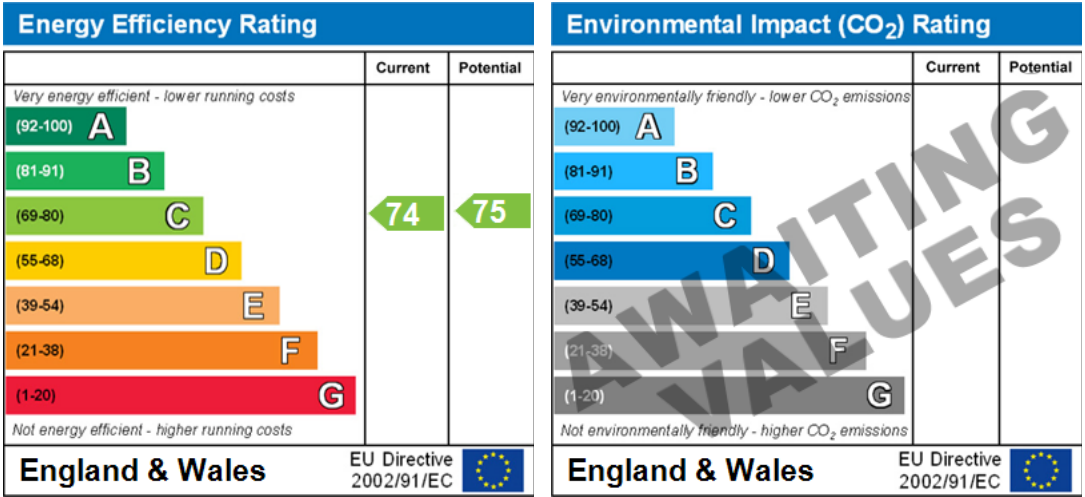 Energy Efficiency Rating
Current Potential
Very energy efficient - lower running costs
(92-100) A
(81-91) B
(69-80) C
74 75
(55-68) D
(39-54) E
(21-38) F
(1-20) G
Not energy efficient - higher running costs
England & Wales
EU Directive
2002/91/EC
Environmental Impact (CO₂) Rating
Current Potential
Very environmentally friendly - lower CO₂ emissions
(92-100) A
(81-91) B
(69-80) C
(55-68) D
(39-54) E
(21-38) F
(1-20) G
Not environmentally friendly - higher CO₂ emissions
AWAITING
VALUES
England & Wales
EU Directive
2002/91/EC